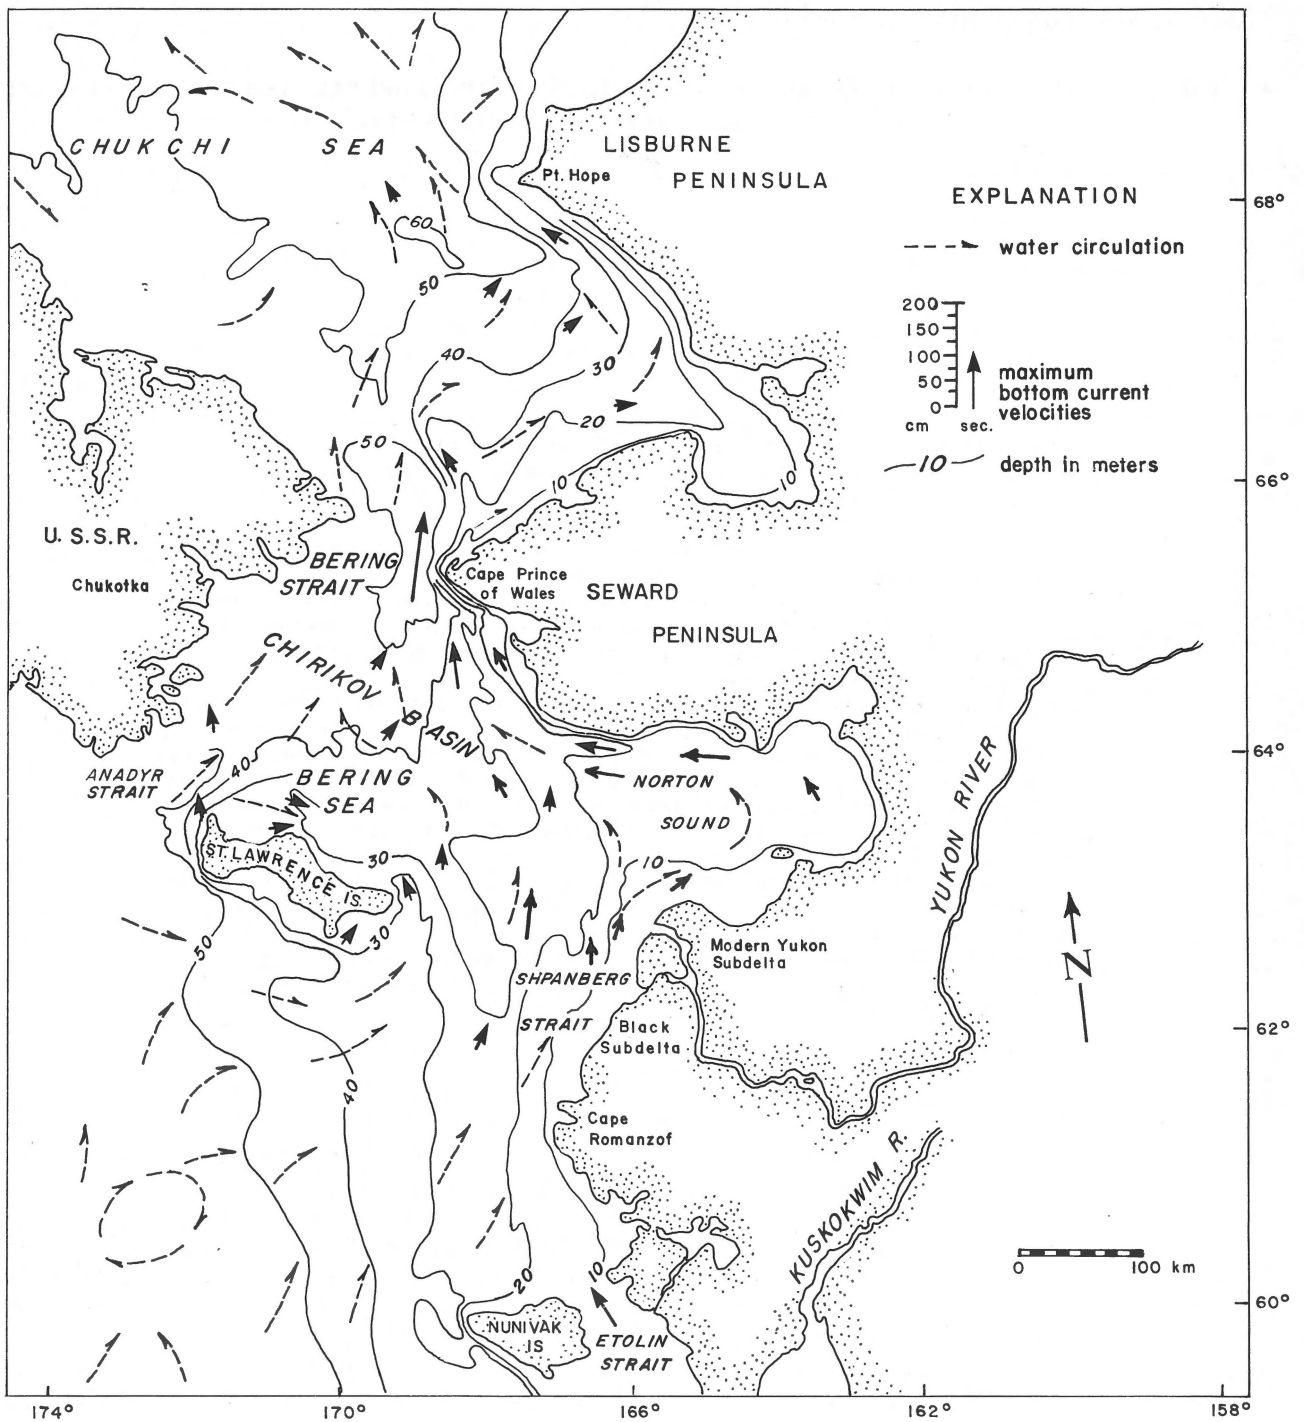 CHUKCHI SEA
LISBURNE
PENINSULA
Pt. Hope
60
50
40
30
20
10
10
50
EXPLANATION
water circulation
200
150
100
50
0
cm sec.
maximum
bottom current
velocities
10 depth in meters
68°
66°
64°
62°
60°
U.S.S.R.
Chukotka
BERING
STRAIT
Cape Prince
of Wales
SEWARD
PENINSULA
CHIRIKOV
BASIN
ANADYR
STRAIT
40
BERING
SEA
NORTON
SOUND
ST. LAWRENCE IS.
30
30
10
50
YUKON RIVER
Modern Yukon
Subdelta
SHPANBERG
STRAIT
Black
Subdelta
N
40
Cape
Romanzof
KUSKOKWIM R.
0 100 km
20
10
NUNIVAK
IS
ETOLIN
STRAIT
174° 170° 166° 162° 158°